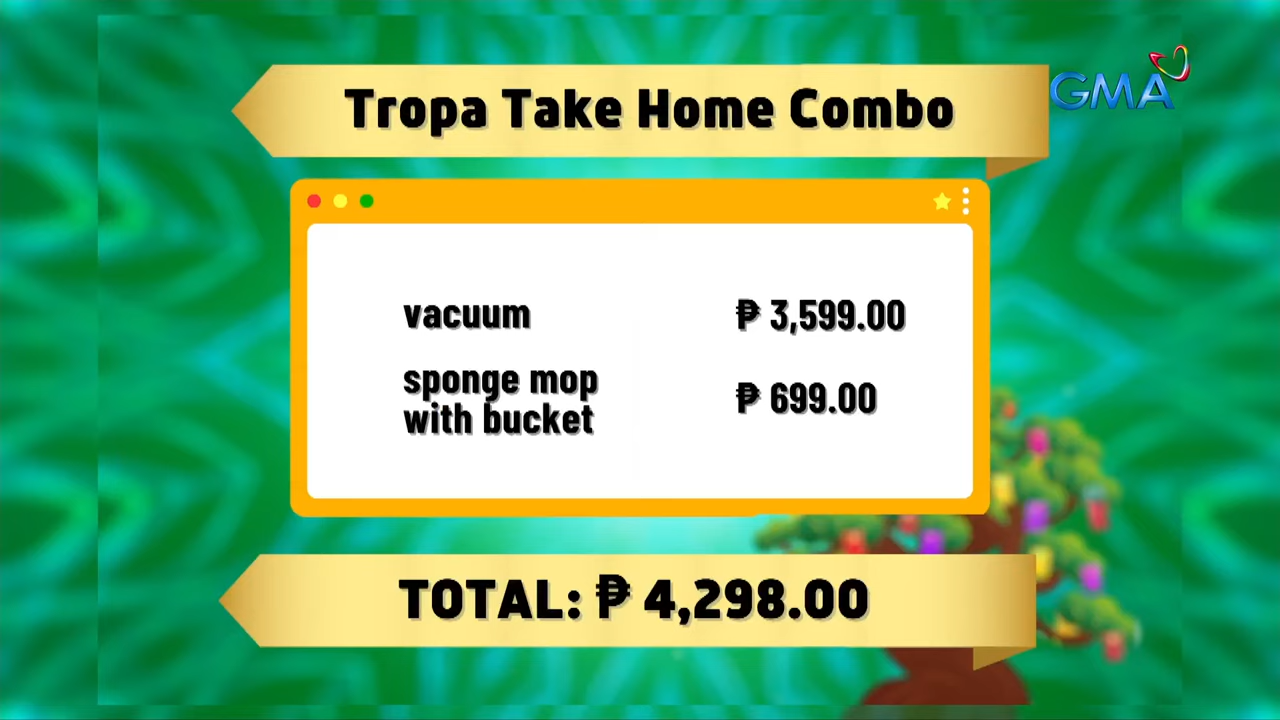 Tropa Take Home Combo
GMA
vacuum ₱ 3,599.00
sponge mop
with bucket ₱ 699.00
TOTAL: ₱ 4,298.00